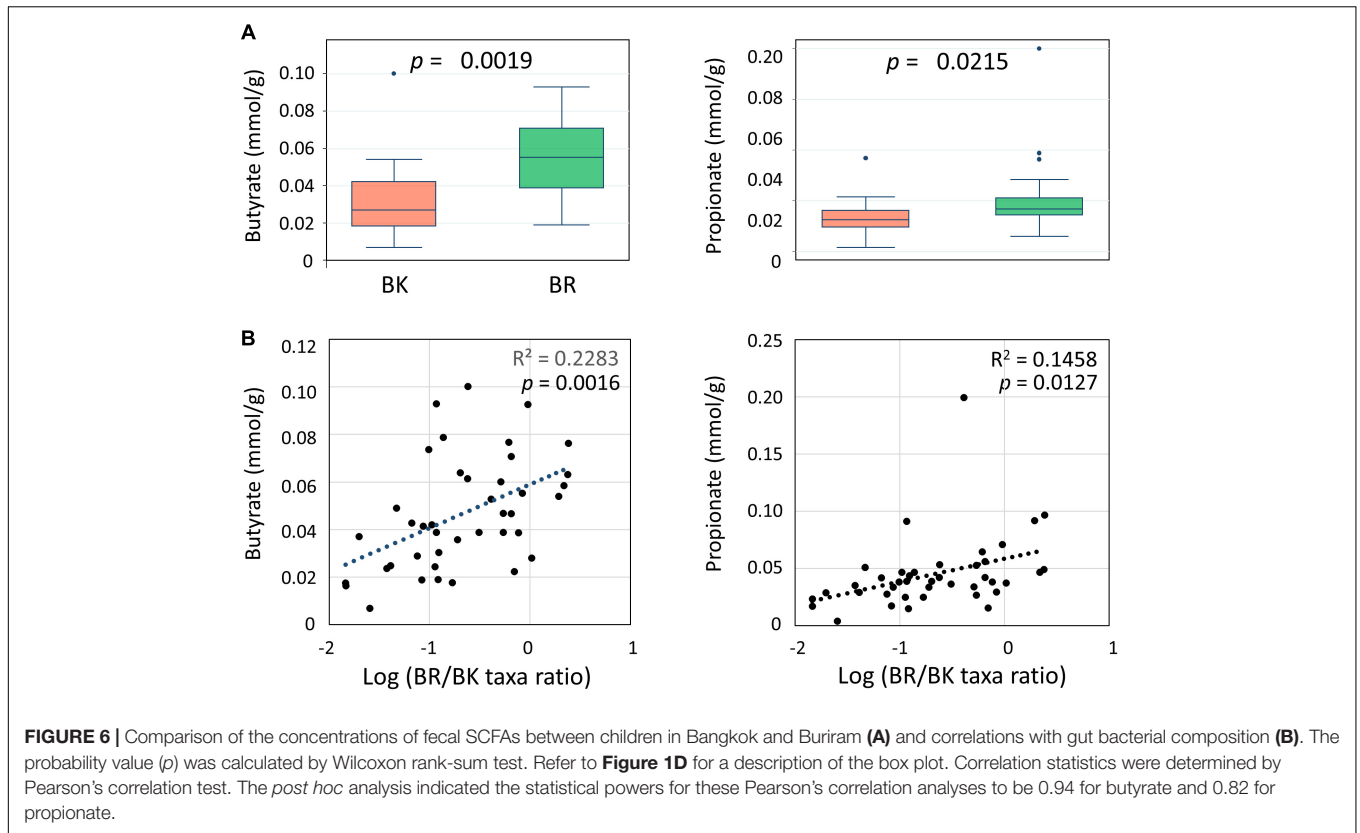 A
p = 0.0019
Butyrate (mmol/g)
0.10
0.08
0.06
0.04
0.02
0
BK
BR
p = 0.0215
Propionate (mmol/g)
0.20
0.08
0.06
0.04
0.02
0
B
R² = 0.2283
p = 0.0016
Butyrate (mmol/g)
0.12
0.10
0.08
0.06
0.04
0.02
0
-2 -1 0 1
Log (BR/BK taxa ratio)
R² = 0.1458
p = 0.0127
Propionate (mmol/g)
0.25
0.20
0.15
0.10
0.05
0
-2 -1 0 1
Log (BR/BK taxa ratio)
FIGURE 6 | Comparison of the concentrations of fecal SCFAs between children in Bangkok and Buriram (A) and correlations with gut bacterial composition (B). The
probability value (p) was calculated by Wilcoxon rank-sum test. Refer to Figure 1D for a description of the box plot. Correlation statistics were determined by
Pearson's correlation test. The post hoc analysis indicated the statistical powers for these Pearson's correlation analyses to be 0.94 for butyrate and 0.82 for
propionate.